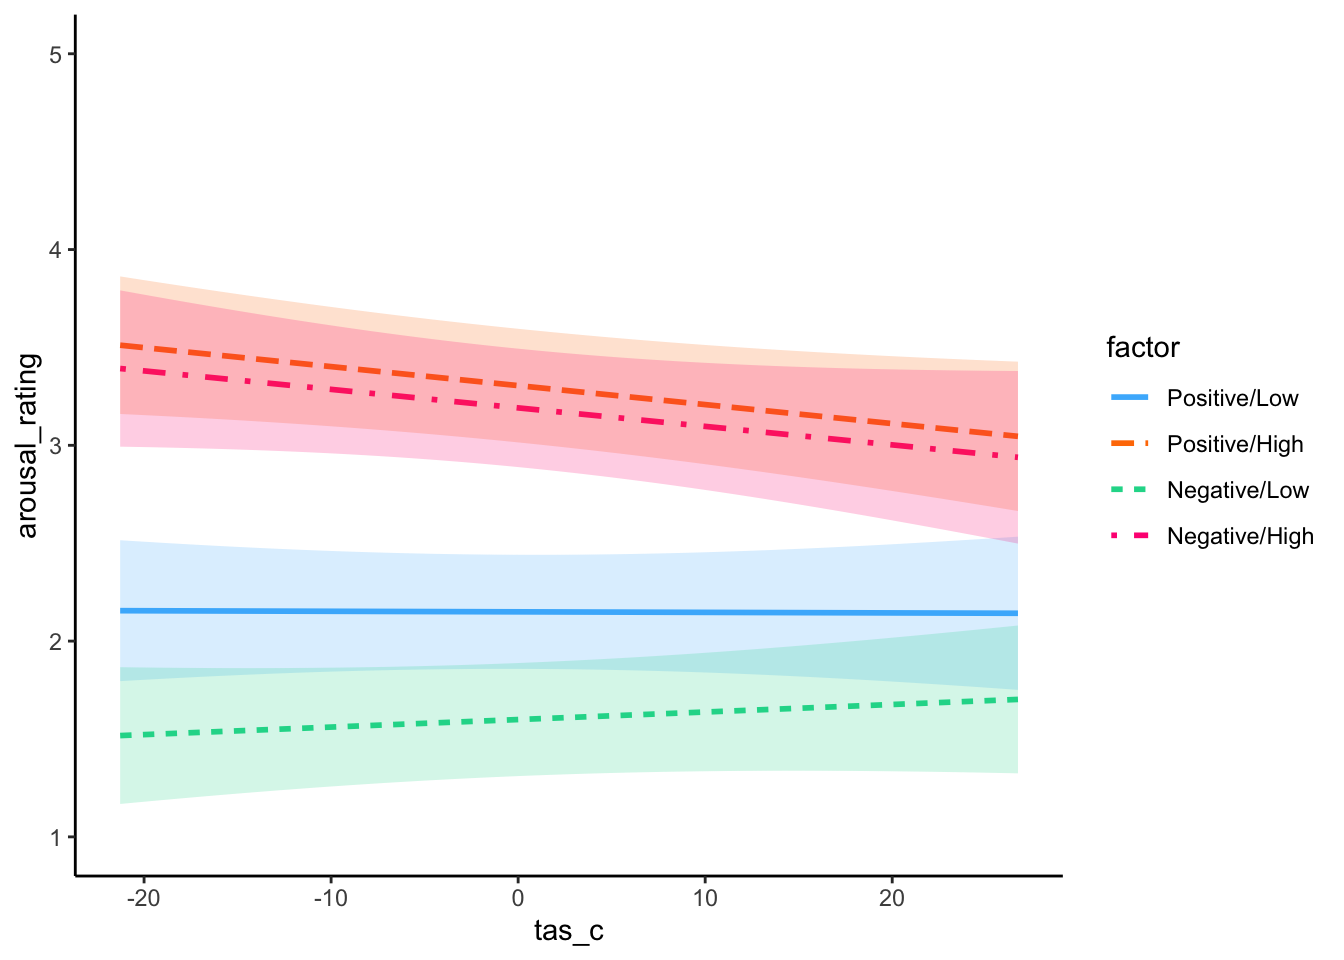 5
4
3
2
1
arousal_rating
-20 -10 0 10 20
tas_c
factor
Positive/Low
Positive/High
Negative/Low
Negative/High